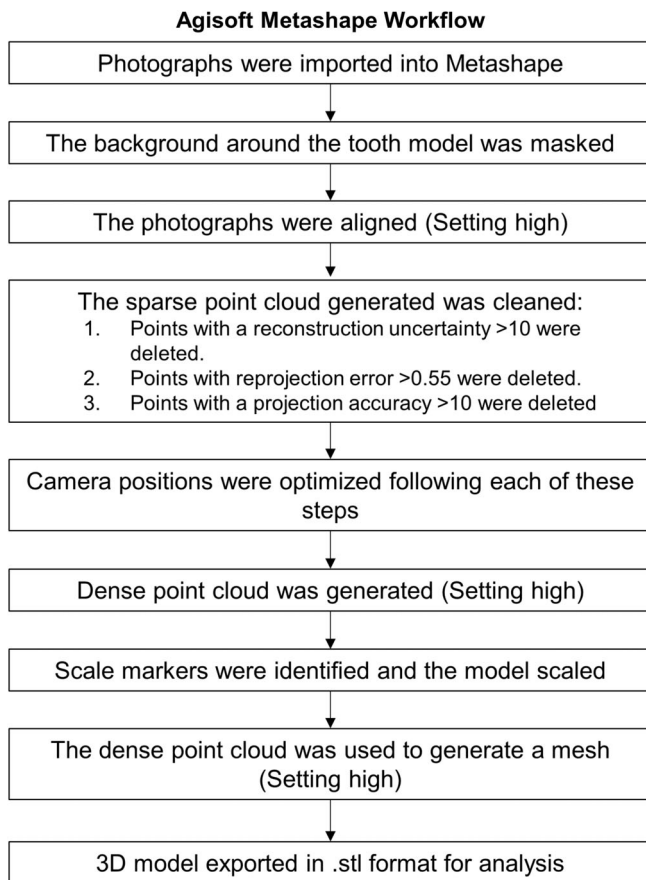 Agisoft Metashape Workflow
Photographs were imported into Metashape
The background around the tooth model was masked
The photographs were aligned (Setting high)
The sparse point cloud generated was cleaned:
1. Points with a reconstruction uncertainty >10 were
deleted.
2. Points with reprojection error >0.55 were deleted.
3. Points with a projection accuracy >10 were deleted
Camera positions were optimized following each of these
steps
Dense point cloud was generated (Setting high)
Scale markers were identified and the model scaled
The dense point cloud was used to generate a mesh
(Setting high)
3D model exported in .stl format for analysis